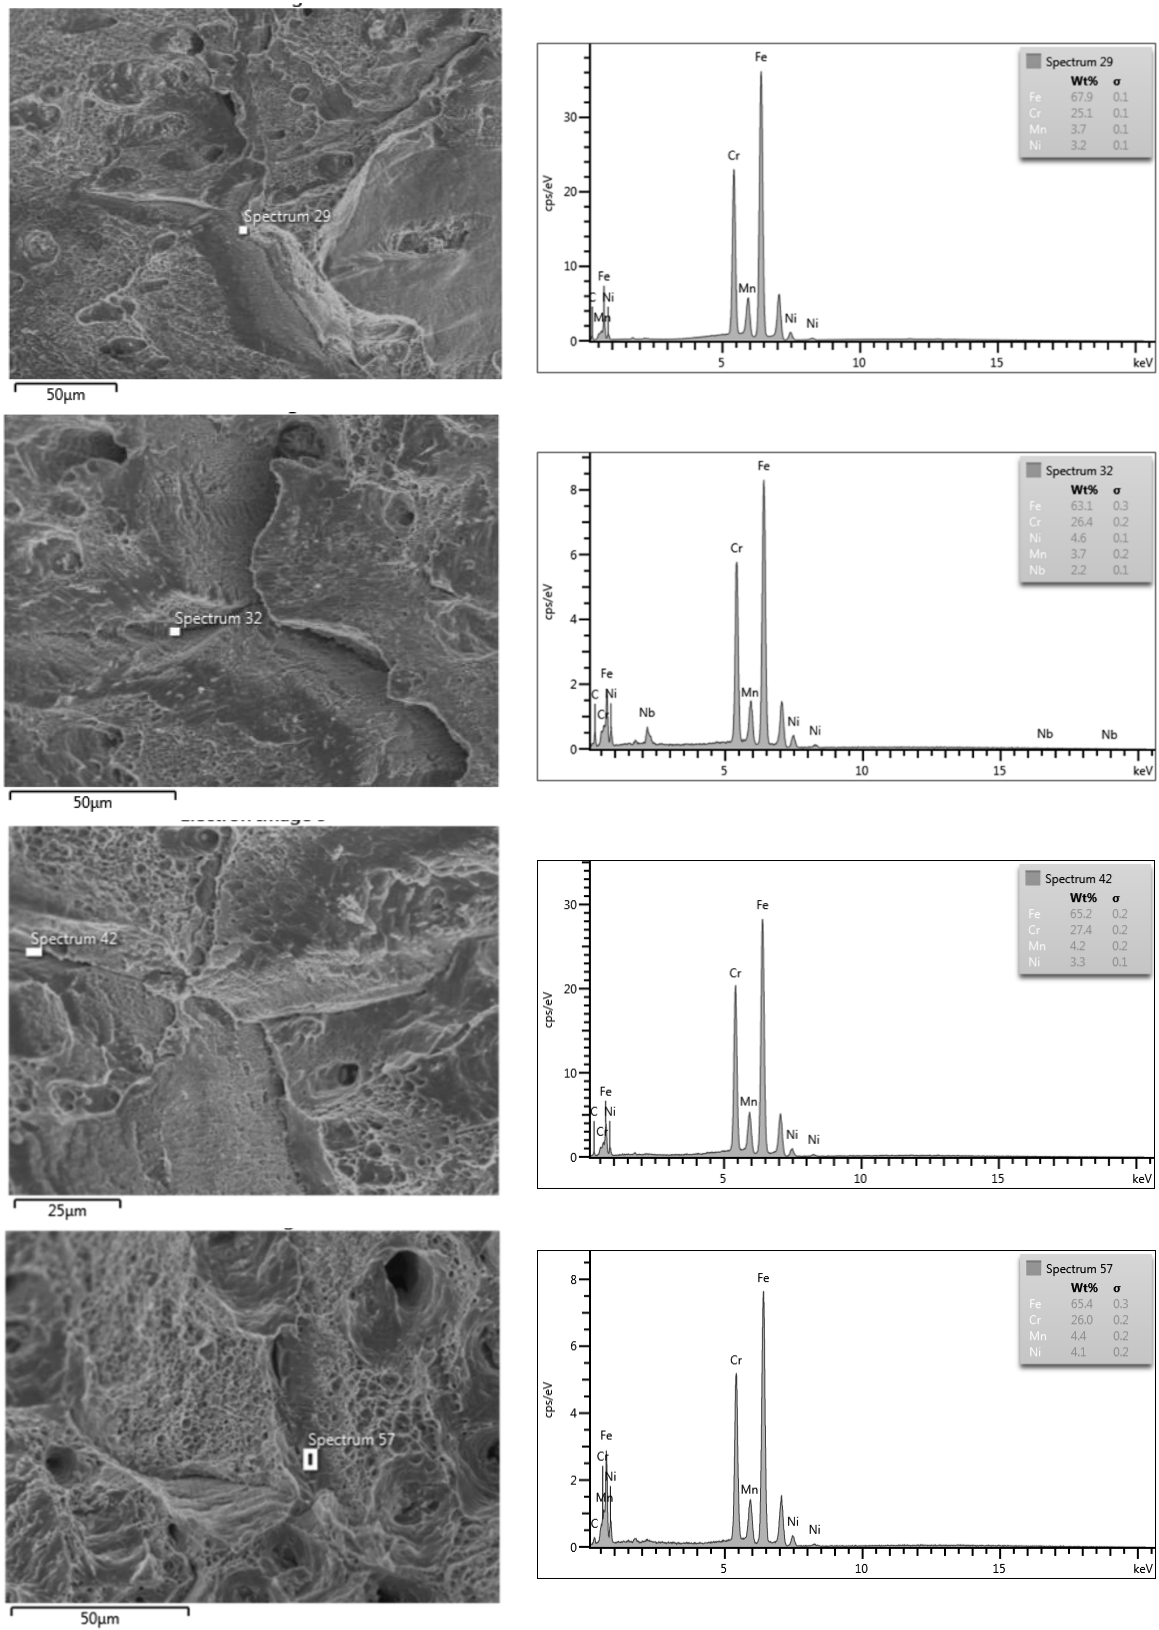 Spectrum 29
50µm
cps/eV
30
20
10
0
Fe
Cr
Mn
Fe
C
Ni
Mn
Ni
Ni
5
10
15
keV
Spectrum 29
Wt% σ
Fe 67.9 0.1
Cr 25.1 0.1
Mn 3.7 0.1
Ni 3.2 0.1
Spectrum 32
50µm
cps/eV
8
6
4
2
0
Fe
Cr
Mn
Fe
C
Ni
Nb
Ni
Ni
Nb
Nb
5
10
15
keV
Spectrum 32
Wt% σ
Fe 63.1 0.3
Cr 26.4 0.2
Ni 4.6 0.1
Mn 3.7 0.2
Nb 2.2 0.1
Spectrum 42
25µm
cps/eV
30
20
10
0
Fe
Cr
Mn
Fe
C
Ni
Cr
Ni
Ni
5
10
15
keV
Spectrum 42
Wt% σ
Fe 65.2 0.2
Cr 27.4 0.2
Mn 4.2 0.2
Ni 3.3 0.1
Spectrum 57
50µm
cps/eV
8
6
4
2
0
Fe
Cr
Mn
Fe
Cr
Ni
Mn
C
Ni
Ni
5
10
15
keV
Spectrum 57
Wt% σ
Fe 65.4 0.3
Cr 26.0 0.2
Mn 4.4 0.2
Ni 4.1 0.2